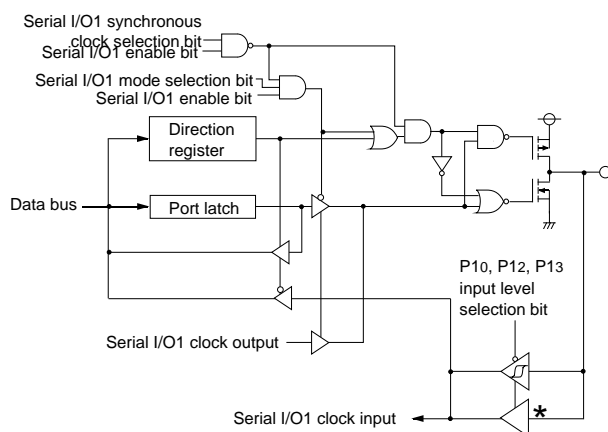 Serial I/O1 synchronous
clock selection bit
Serial I/O1 enable bit
Serial I/O1 mode selection bit
Serial I/O1 enable bit
Direction
register
Data bus
Port latch
P10, P12, P13
input level
selection bit
Serial I/O1 clock output
*
Serial I/O1 clock input